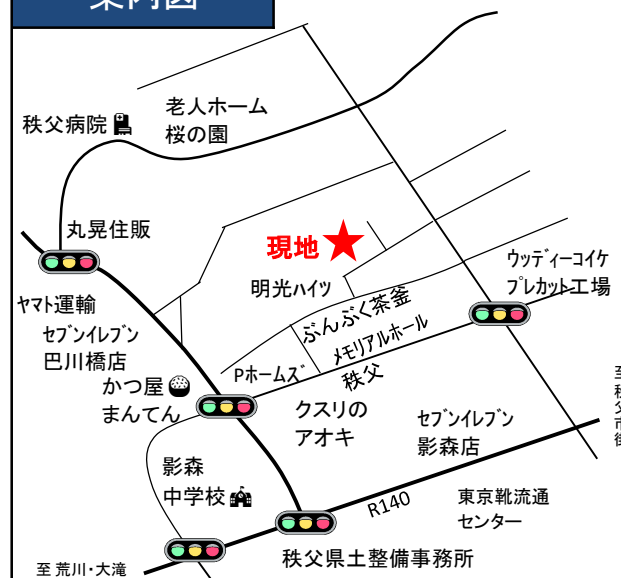 案内図
老人ホーム
桜の園
秩父病院
丸晃住販
現地
明光ハイツ
ウッディーコイケ
プレカット工場
ヤマト運輸
セブンイレブン
巴川橋店
ぶんぶく茶釜
メモリアルホール
秩父
Pホームズ
かつ屋
まんてん
クスリの
アオキ
セブンイレブン
影森店
至秩父市街
影森
中学校
R140
東京靴流通
センター
秩父県土整備事務所
至 荒川・大滝